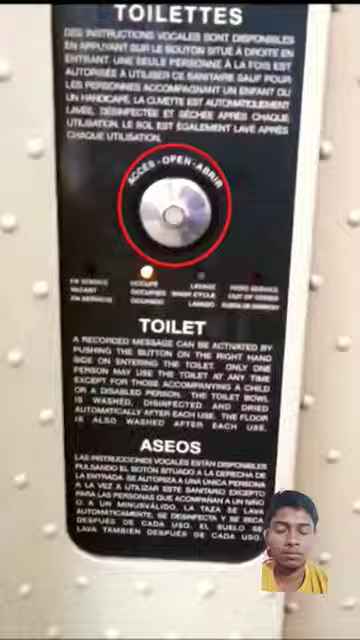 TOILETTES
DES INSTRUCTIONS VOCALES SONT DISPONIBLES
EN APPUYANT SUR LE BOUTON SITUÉ À DROITE EN
ENTRANT. UNE SEULE PERSONNE À LA FOIS EST
AUTORISÉE À UTILISER CE SANITAIRE SAUF POUR
LES PERSONNES ACCOMPAGNANT UN ENFANT OU
UN HANDICAPÉ. LA CUVETTE EST AUTOMATIQUEMENT
LAVÉE, DÉSINFECTÉE ET SÉCHÉE APRÈS CHAQUE
UTILISATION. LE SOL EST ÉGALEMENT LAVÉ APRÈS
CHAQUE UTILISATION.
ACCÈS-OPEN-ABRIR
OCCUPÉ LAVAGE HORS SERVICE
VACANT OCCUPIED WASH CYCLE OUT OF ORDER
OCUPADO LAVADO
TOILET
A RECORDED MESSAGE CAN BE ACTIVATED BY
PUSHING THE BUTTON ON THE RIGHT HAND
SIDE ON ENTERING THE TOILET. ONLY ONE
PERSON MAY USE THE TOILET AT ANY TIME
EXCEPT FOR THOSE ACCOMPANYING A CHILD
OR A DISABLED PERSON. THE TOILET BOWL
IS WASHED, DISINFECTED AND DRIED
AUTOMATICALLY AFTER EACH USE. THE FLOOR
IS ALSO WASHED AFTER EACH USE.
ASEOS
LAS INSTRUCCIONES VOCALES ESTÁN DISPONIBLES
PULSANDO EL BOTÓN SITUADO A LA DERECHA DE
LA ENTRADA. SE AUTORIZA A UNA ÚNICA PERSONA
A LA VEZ A UTILIZAR ESTE SANITARIO EXCEPTO
PARA LAS PERSONAS QUE ACOMPAÑAN A UN NIÑO
O A UN MINUSVÁLIDO. LA TAZA SE LAVA
AUTOMÁTICAMENTE, SE DESINFECTA Y SE SECA
DESPUÉS DE CADA USO. EL SUELO SE
LAVA TAMBIÉN DESPUÉS DE CADA USO.